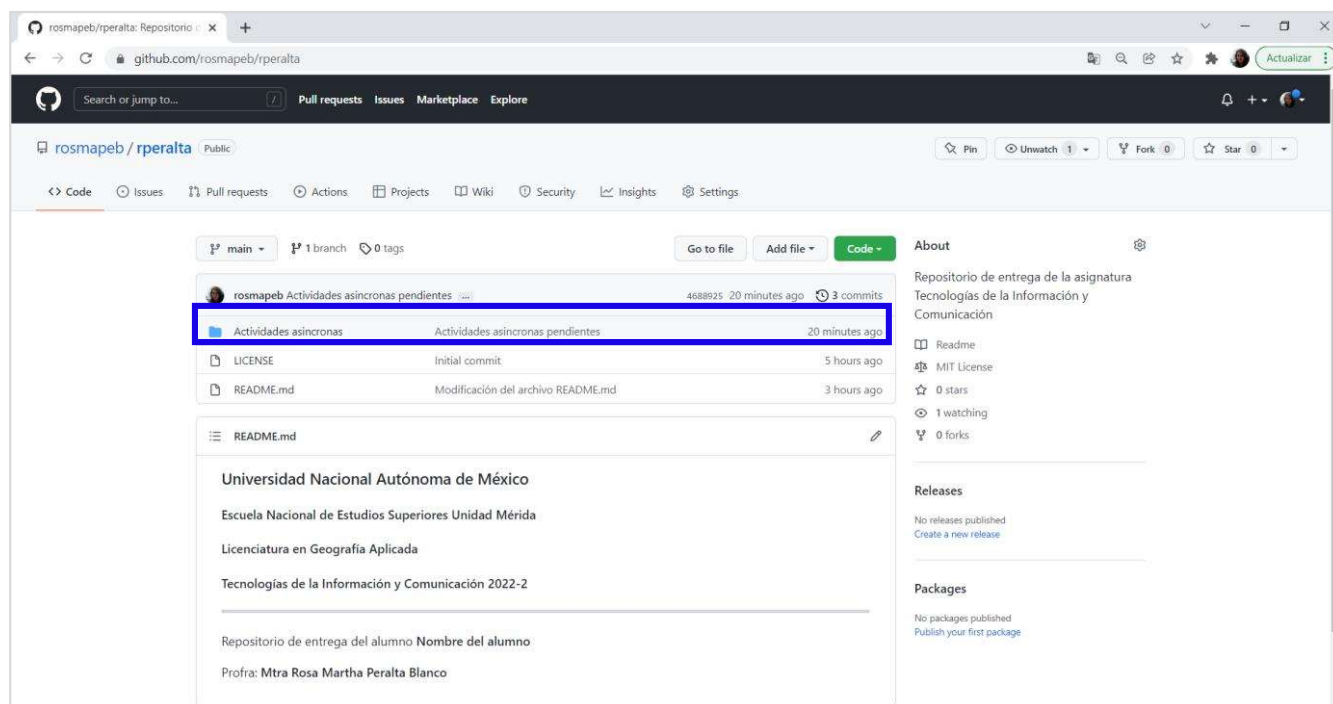 rosmapeb/rperalta: Repositorio
github.com/rosmapeb/rperalta
Actualizar
Search or jump to... / Pull requests Issues Marketplace Explore
rosmapeb / rperalta Public
Pin Unwatch 1 Fork 0 Star 0
Code Issues Pull requests Actions Projects Wiki Security Insights Settings
main 1 branch 0 tags Go to file Add file Code
rosmapeb Actividades asincronas pendientes ... 4688925 20 minutes ago 3 commits
Actividades asincronas Actividades asincronas pendientes 20 minutes ago
LICENSE Initial commit 5 hours ago
README.md Modificación del archivo README.md 3 hours ago
README.md
Universidad Nacional Autónoma de México
Escuela Nacional de Estudios Superiores Unidad Mérida
Licenciatura en Geografía Aplicada
Tecnologías de la Información y Comunicación 2022-2
Repositorio de entrega del alumno Nombre del alumno
Profra: Mtra Rosa Martha Peralta Blanco
About
Repositorio de entrega de la asignatura
Tecnologías de la Información y
Comunicación
Readme
MIT License
0 stars
1 watching
0 forks
Releases
No releases published
Create a new release
Packages
No packages published
Publish your first package